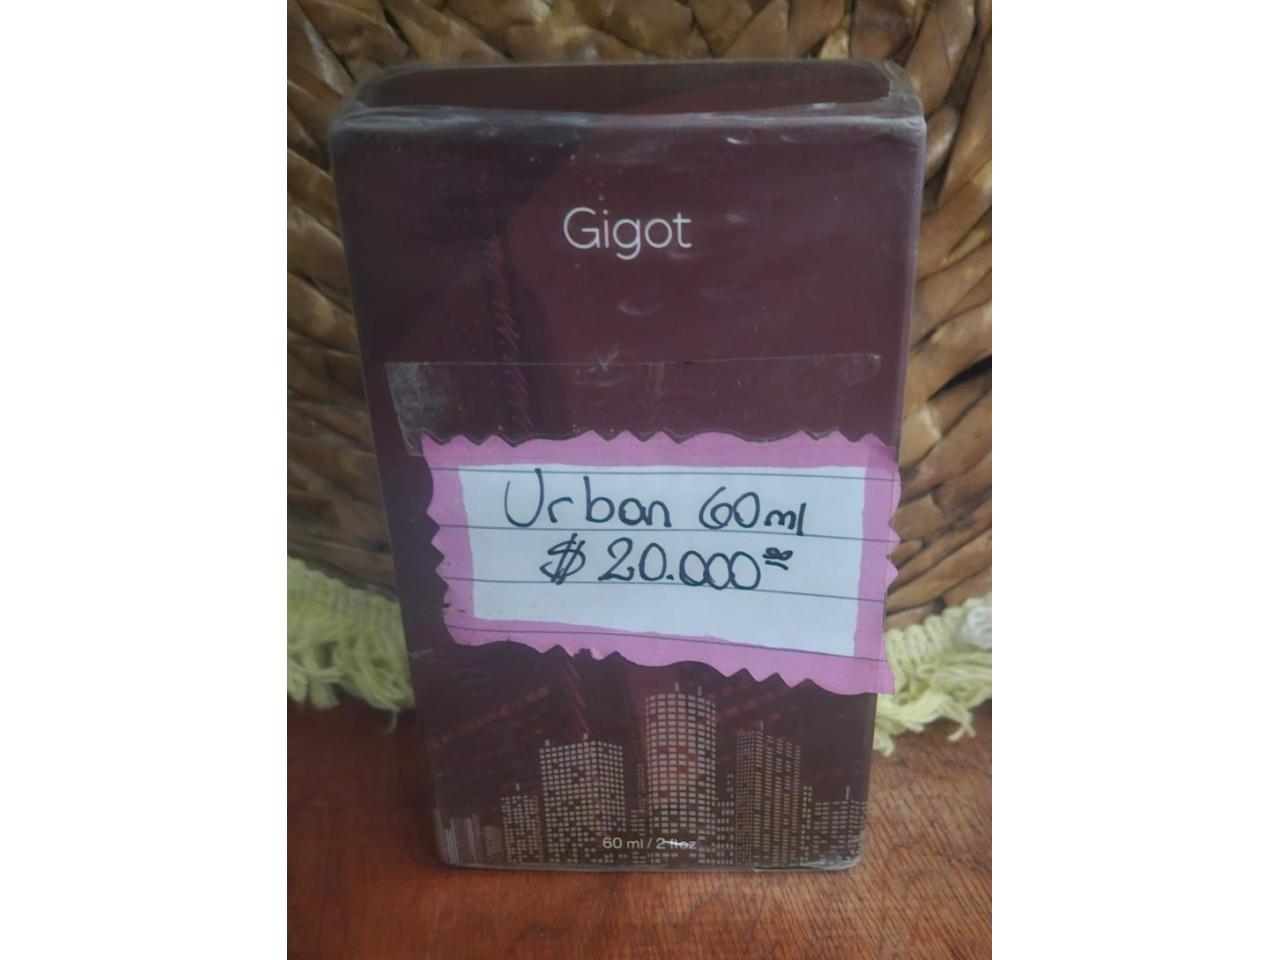 Gigot
Urban 60ml
$ 20.000
60 ml / 2 fl oz